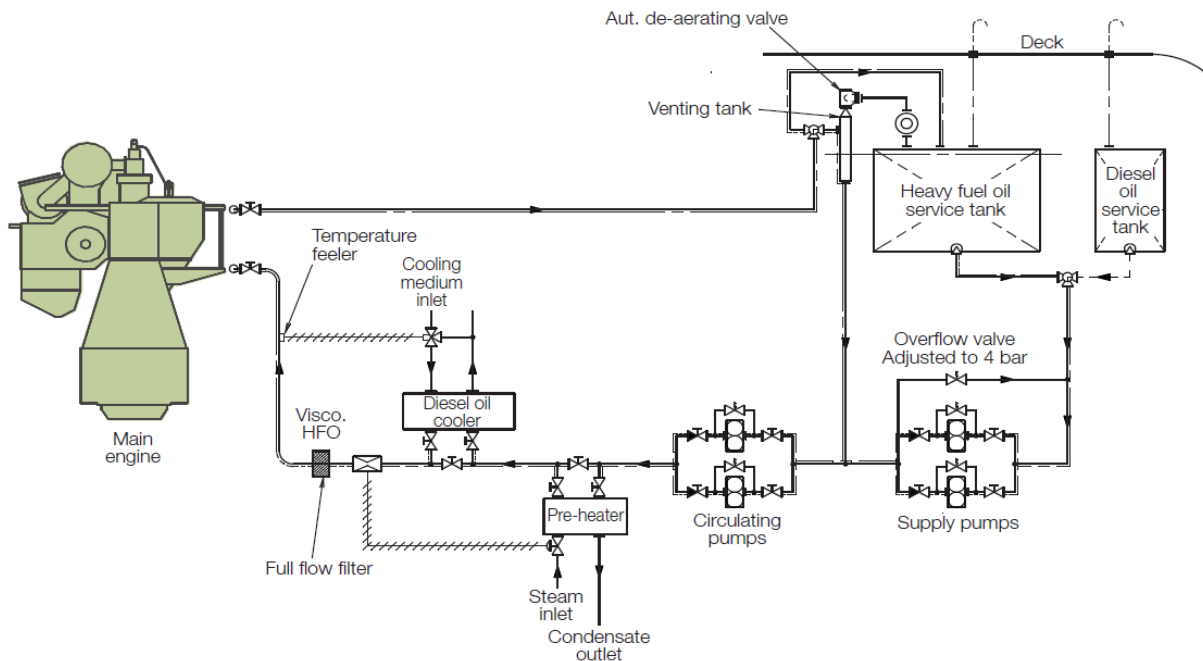 Aut. de-aerating valve
Deck
Venting tank
Heavy fuel oil
service tank
Diesel
oil
service
tank
Temperature
feeler
Cooling
medium
inlet
Overflow valve
Adjusted to 4 bar
Diesel oil
cooler
Visco.
HFO
Main
engine
Pre-heater
Circulating
pumps
Supply pumps
Full flow filter
Steam
inlet
Condensate
outlet